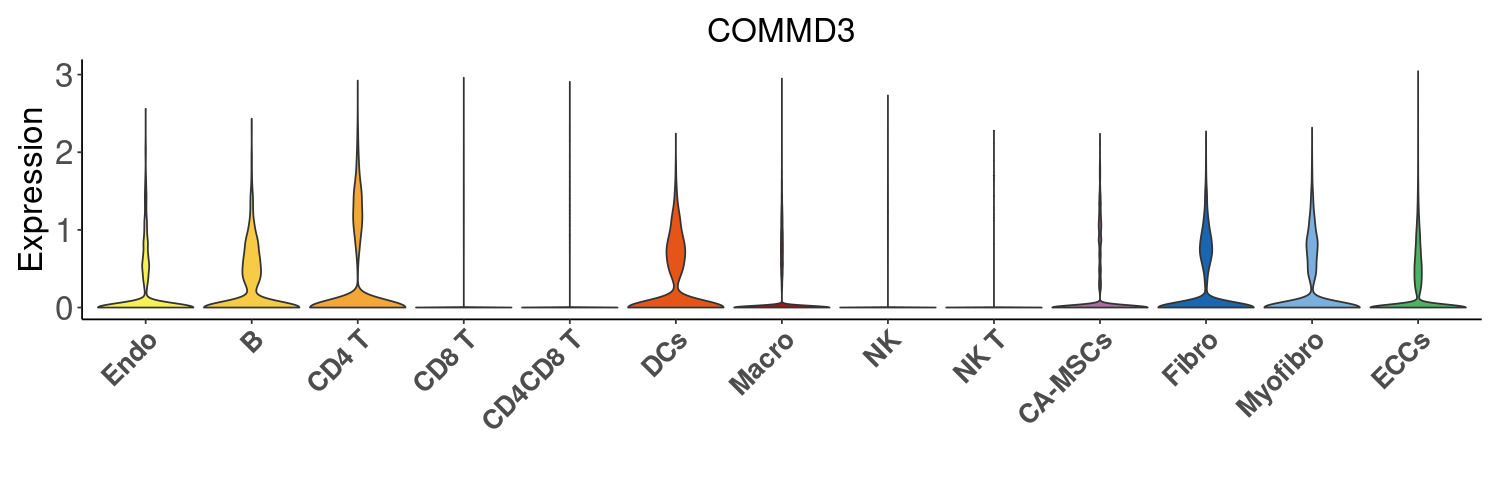 COMMD3
Expression
3
2
1
0
Endo
B
CD4 T
CD8 T
CD4CD8 T
DCs
Macro
NK
NK T
CA-MSCs
Fibro
Myofibro
ECCs